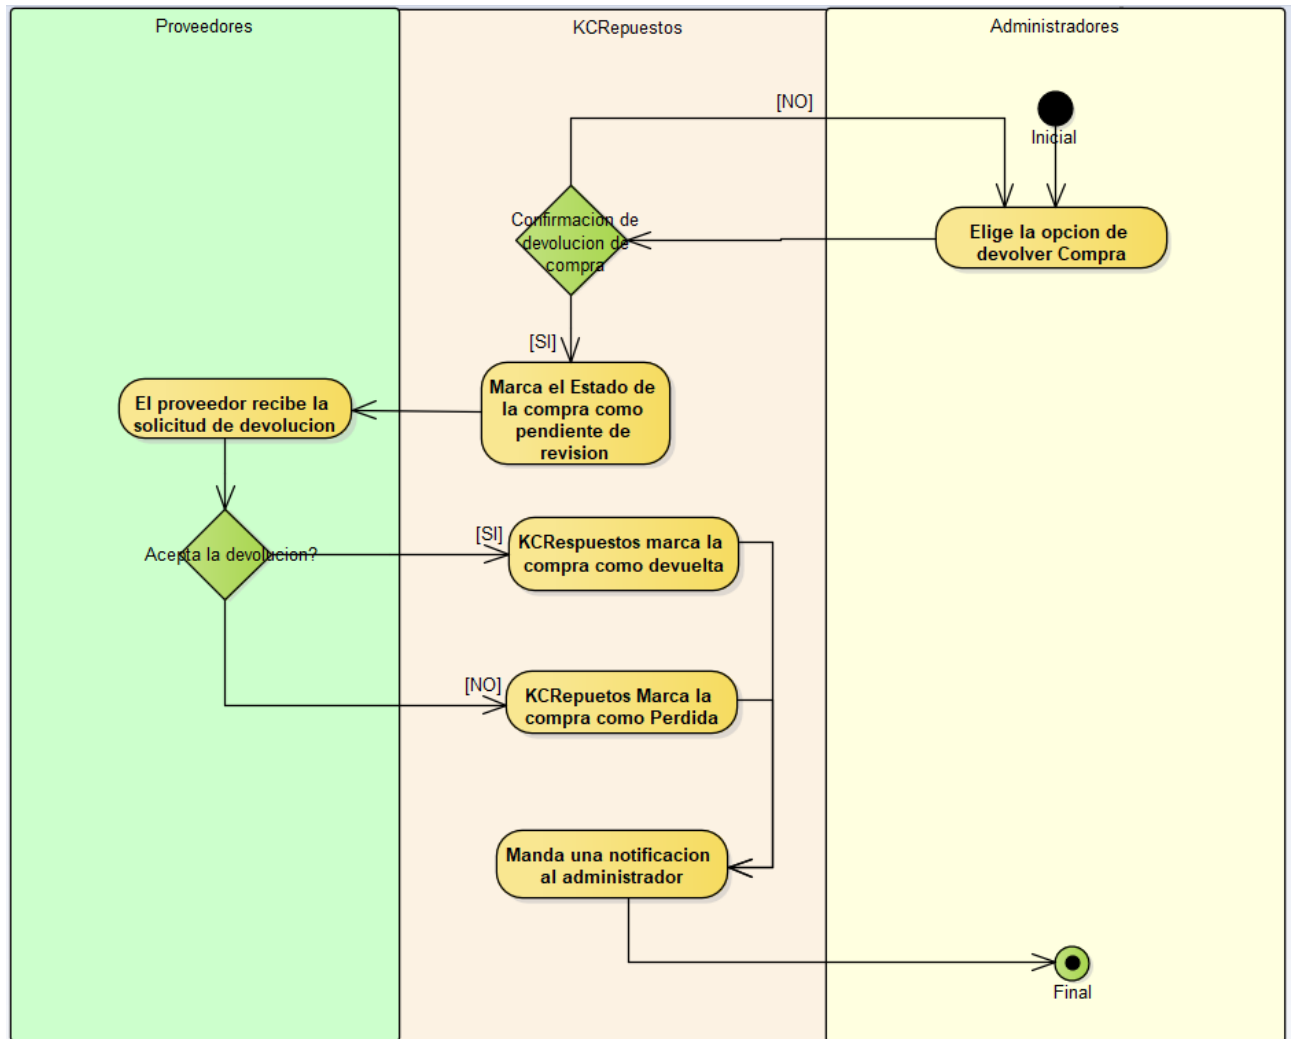 Proveedores
KCRepuestos
Administradores
[NO]
Inicial
Confirmacion de
devolucion de
compra
Elige la opcion de
devolver Compra
[SI]
Marca el Estado de
la compra como
pendiente de
revision
El proveedor recibe la
solicitud de devolucion
Acepta la devolucion?
[SI]
KCRespuestos marca la
compra como devuelta
[NO]
KCRepuetos Marca la
compra como Perdida
Manda una notificacion
al administrador
Final